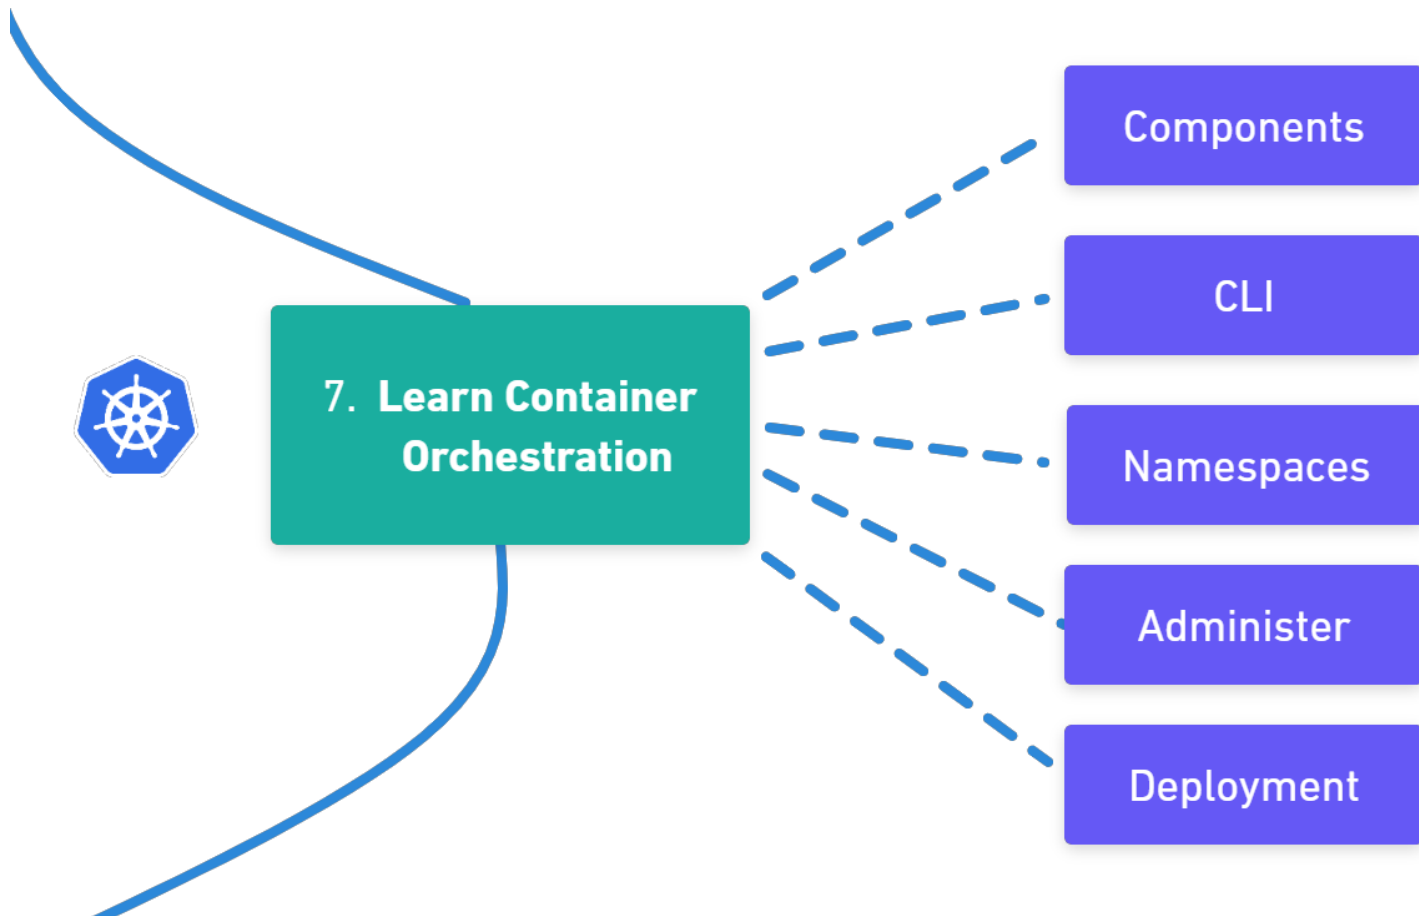 Components
CLI
7. Learn Container
Orchestration
Namespaces
Administer
Deployment